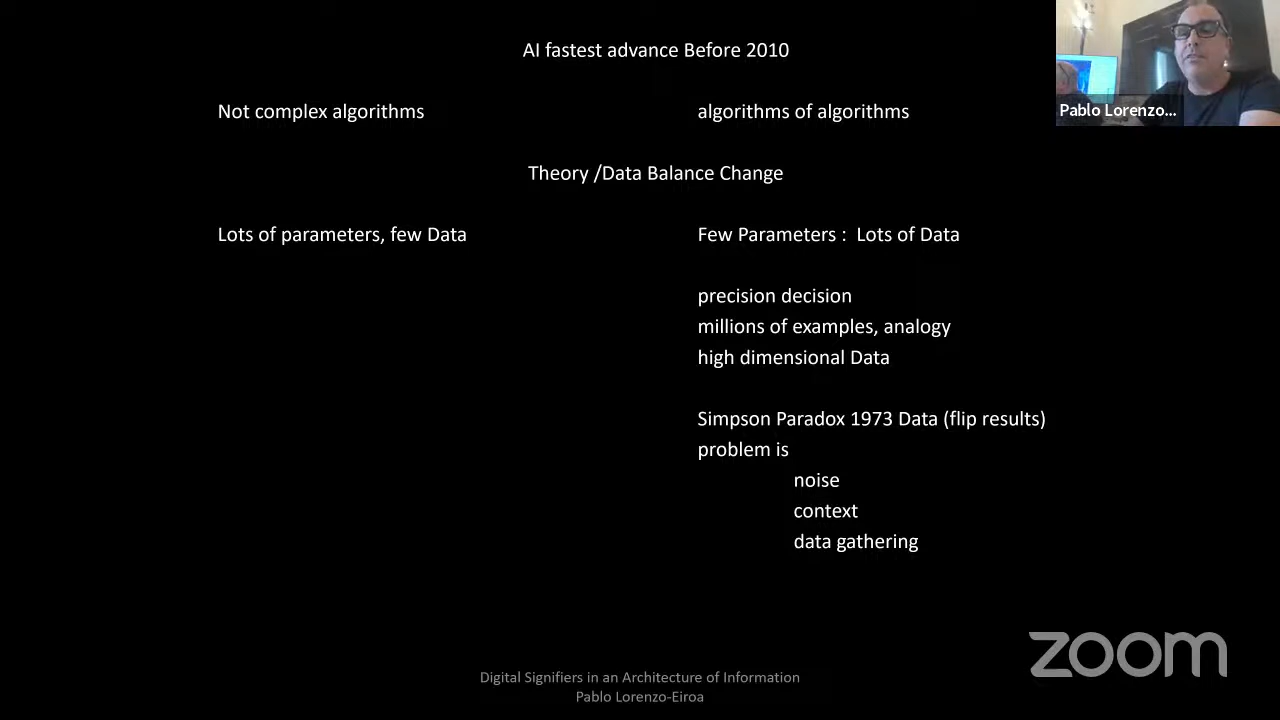 AI fastest advance Before 2010
Pablo Lorenzo...
Not complex algorithms
algorithms of algorithms
Theory /Data Balance Change
Lots of parameters, few Data
Few Parameters :  Lots of Data
precision decision
millions of examples, analogy
high dimensional Data
Simpson Paradox 1973 Data (flip results)
problem is
noise
context
data gathering
zoom
Digital Signifiers in an Architecture of Information
Pablo Lorenzo-Eiroa